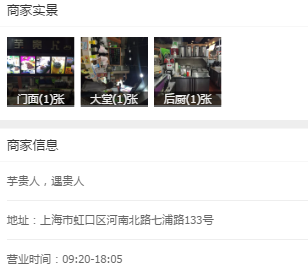 商家实景
门面(1)张
大堂(1)张
后厨(1)张
商家信息
芋贵人，遇贵人
地址：上海市虹口区河南北路七浦路133号
营业时间：09:20-18:05